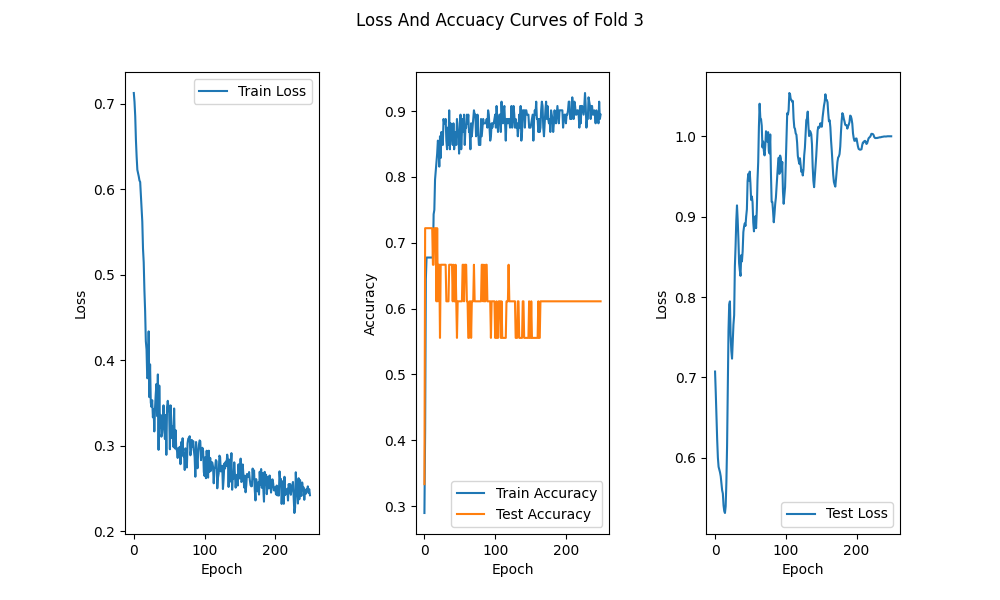 Loss And Accuacy Curves of Fold 3
Loss
0.7
0.6
0.5
0.4
0.3
0.2
0 100 200
Epoch
Train Loss
Accuracy
0.9
0.8
0.7
0.6
0.5
0.4
0.3
0 100 200
Epoch
Train Accuracy
Test Accuracy
Loss
1.0
0.9
0.8
0.7
0.6
0 100 200
Epoch
Test Loss